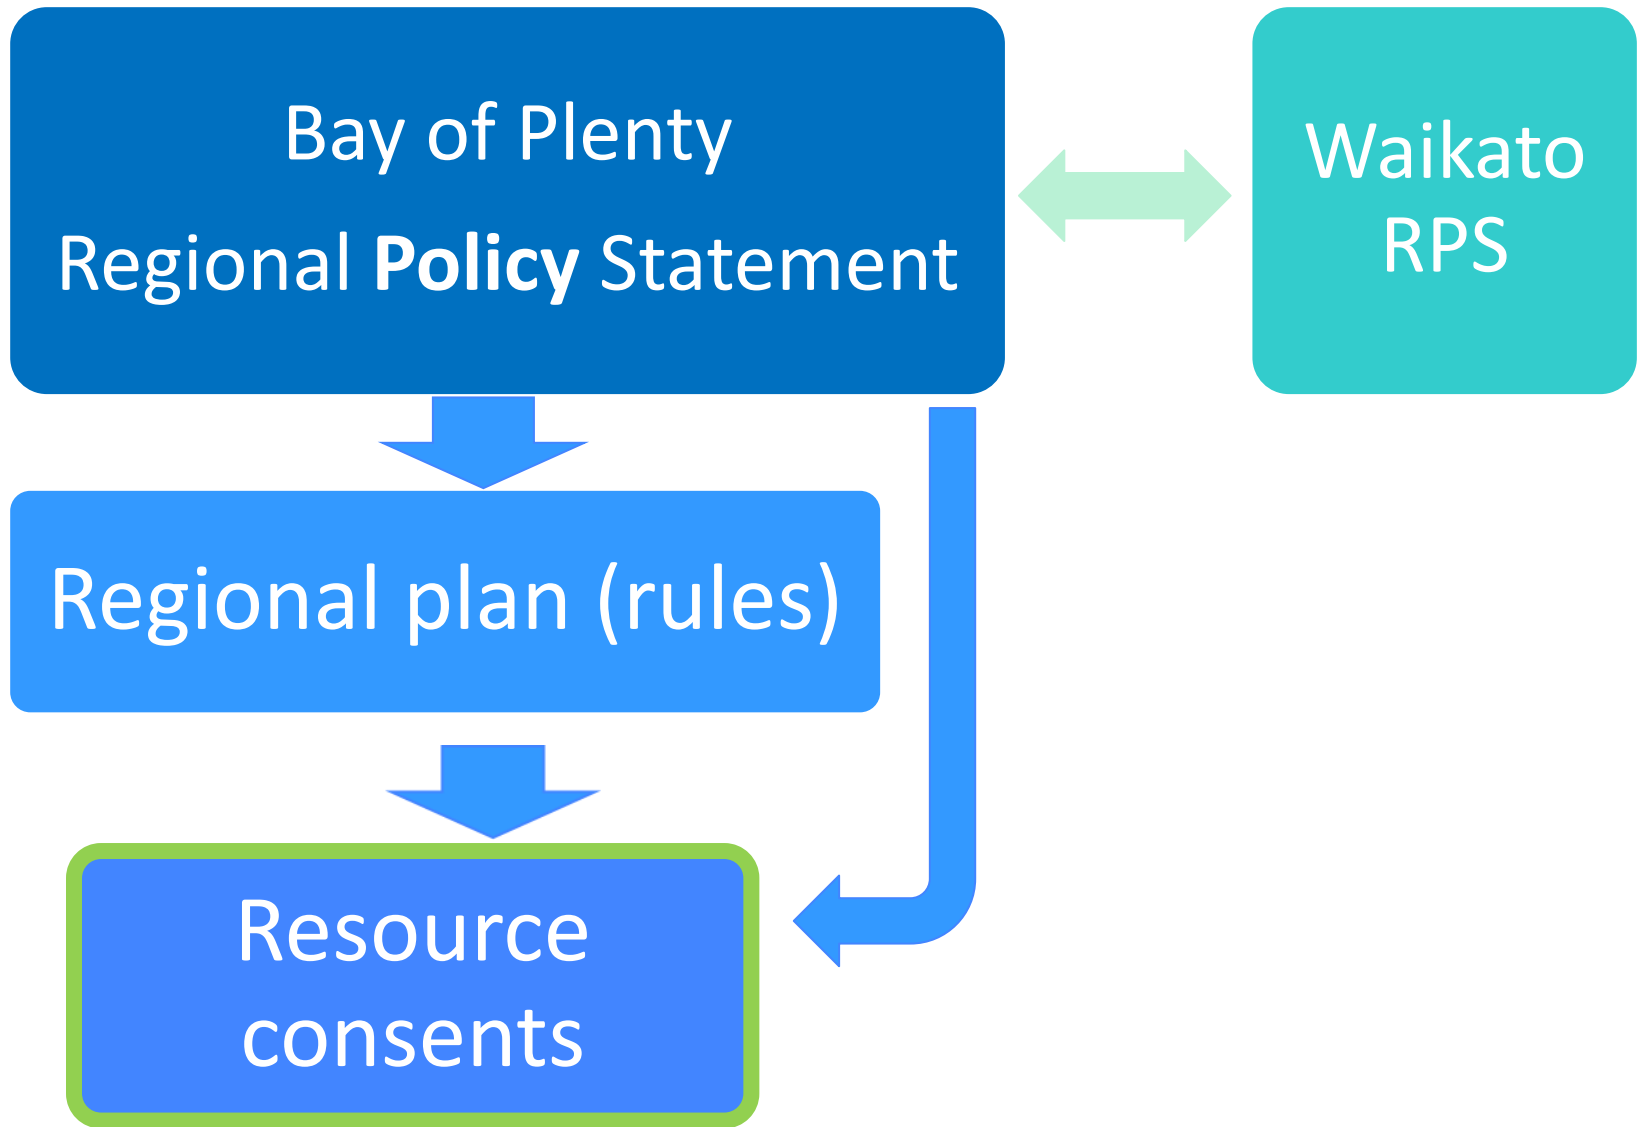 Bay of Plenty
Regional Policy Statement
Waikato
RPS
Regional plan (rules)
Resource
consents